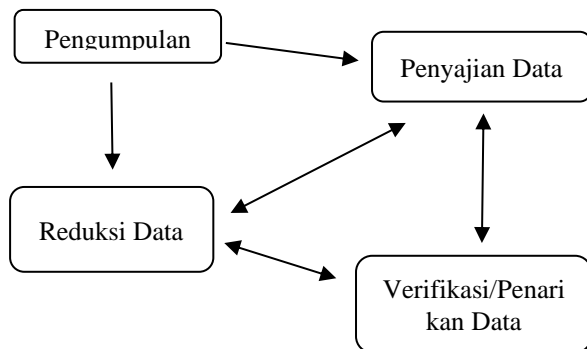 Pengumpulan
Penyajian Data
Reduksi Data
Verifikasi/Penari
kan Data